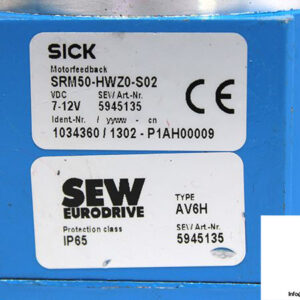 SICK
Motorfeedback
SRM50-HWZ0-S02
VDC SEW Art.-Nr.
7-12V 5945135
Ident.-Nr. / yyww - cn
1034360 / 1302 - P1AH00009
CE
SEW
EURODRIVE
TYPE
AV6H
Protection class SEW Art.-Nr.
IP65 5945135